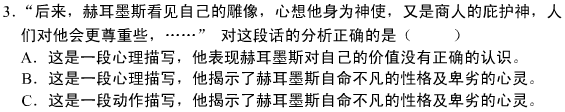 3.“后来，赫耳墨斯看见自己的雕像，心想他身为神使，又是商人的庇护神，人
们对他会更尊重些，……” 对这段话的分析正确的是（　　）
A．这是一段心理描写，他表现赫耳墨斯对自己的价值没有正确的认识。
B．这是一段心理描写，他揭示了赫耳墨斯自命不凡的性格及卑劣的心灵。
C．这是一段动作描写，他揭示了赫耳墨斯自命不凡的性格及卑劣的心灵。